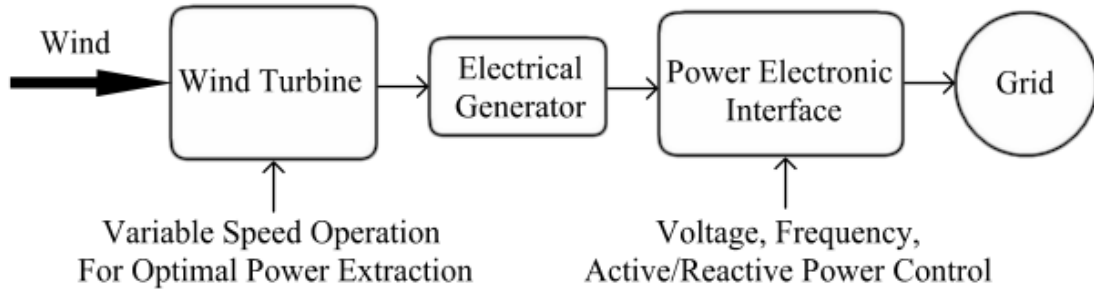 Wind
Wind Turbine
Electrical
Generator
Power Electronic
Interface
Grid
Variable Speed Operation
For Optimal Power Extraction
Voltage, Frequency,
Active/Reactive Power Control